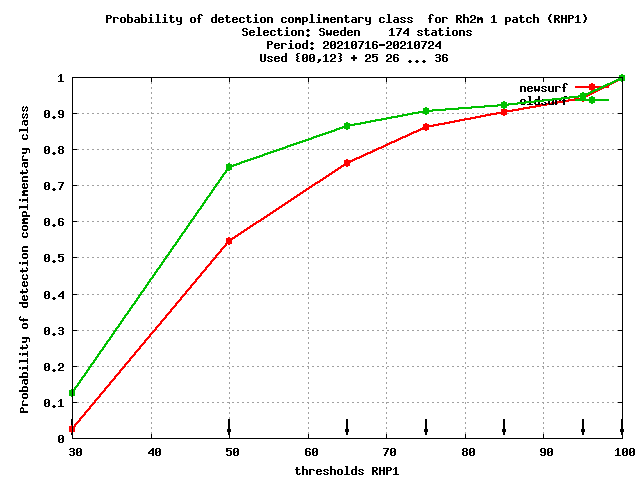 Probability of detection complimentary class  for Rh2m 1 patch (RHP1)
Selection: Sweden    174 stations
Period: 20210716-20210724
Used {00,12} + 25 26 ... 36
newsurf
oldsurf
Probability of detection complimentary class
1
0.9
0.8
0.7
0.6
0.5
0.4
0.3
0.2
0.1
0
30 40 50 60 70 80 90 100
thresholds RHP1